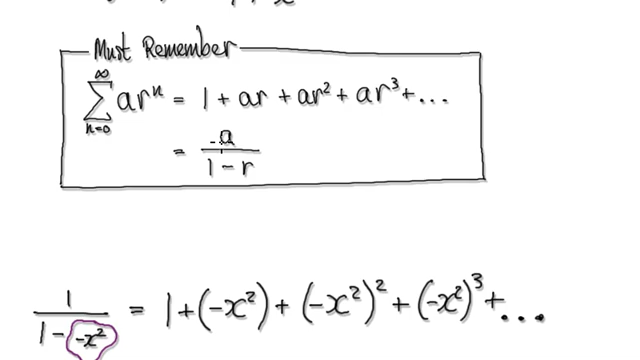 Must Remember
∞
∑ arⁿ = 1 + ar + ar² + ar³ + ...
n=0
= a / (1 - r)
1 / (1 - -x²) = 1 + (-x²) + (-x²)² + (-x²)³ + ...